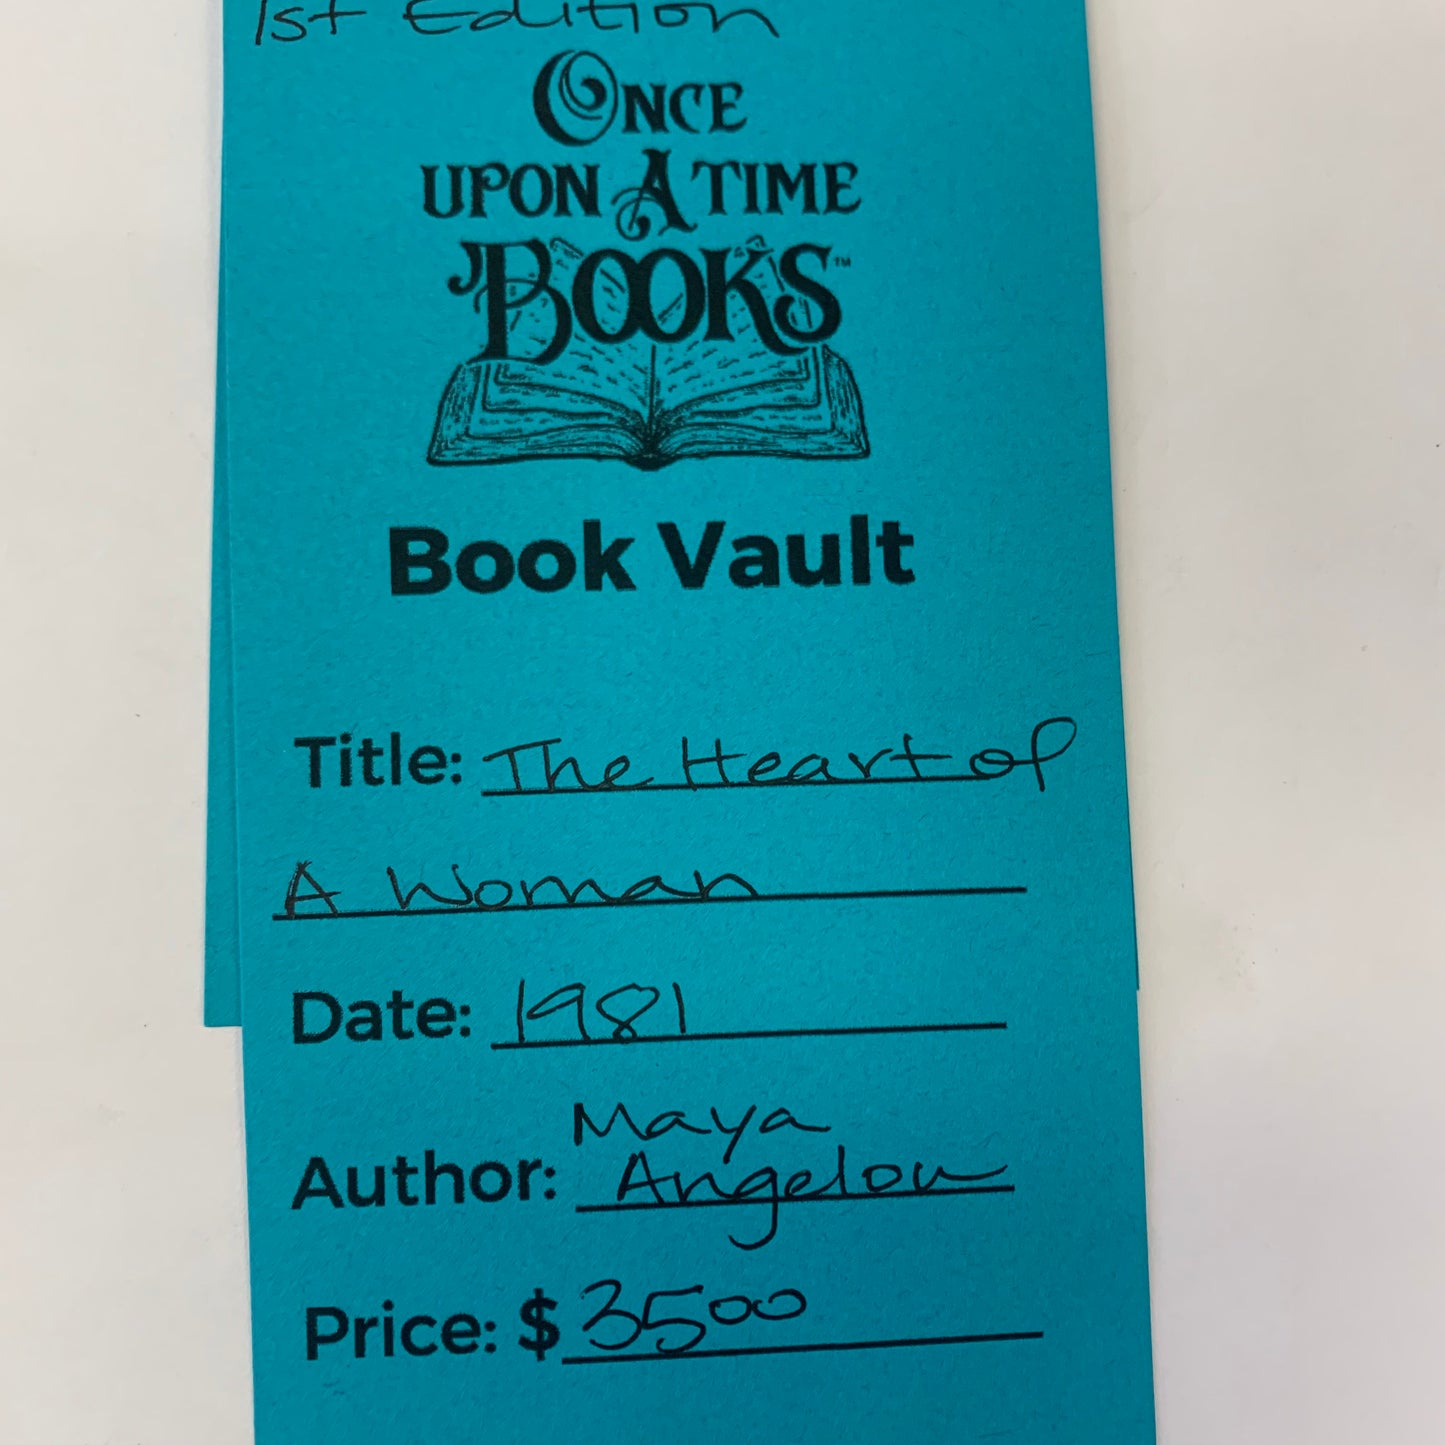 1st Edition
ONCE
UPON A TIME
BOOKS™
Book Vault
Title: The Heart of
A Woman
Date: 1981
Maya
Author: Angelou
Price: $ 3500